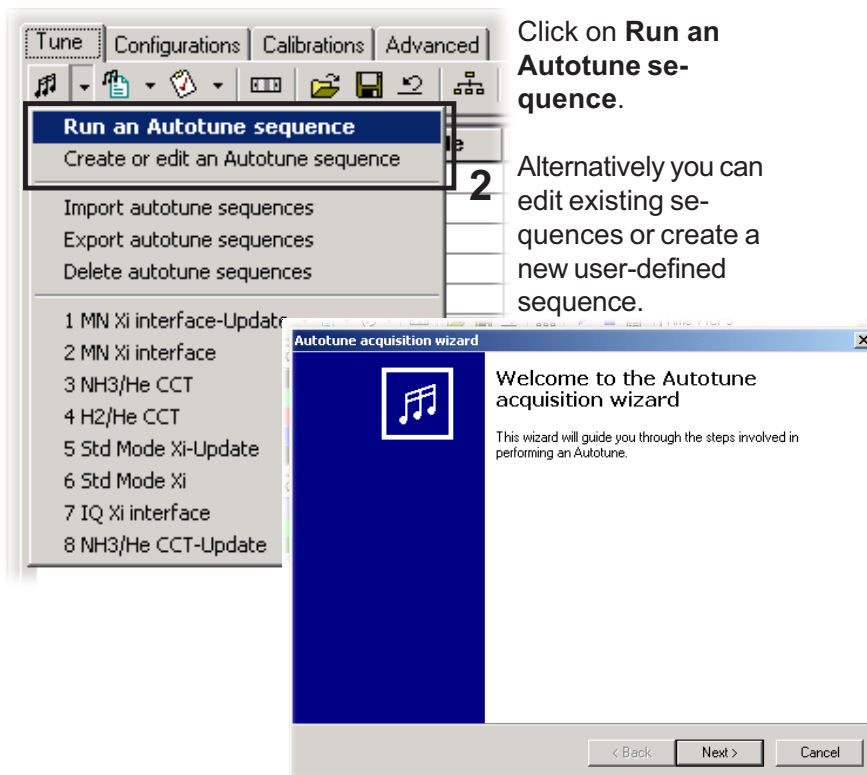 Tune Configurations Calibrations Advanced
Click on Run an
Autotune se-
quence.
Run an Autotune sequence
Create or edit an Autotune sequence
2
Alternatively you can
edit existing se-
quences or create a
new user-defined
sequence.
Import autotune sequences
Export autotune sequences
Delete autotune sequences
1 MN Xi interface-Update
2 MN Xi interface
3 NH3/He CCT
4 H2/He CCT
5 Std Mode Xi-Update
6 Std Mode Xi
7 IQ Xi interface
8 NH3/He CCT-Update
Autotune acquisition wizard
Welcome to the Autotune
acquisition wizard
This wizard will guide you through the steps involved in
performing an Autotune.
< Back Next > Cancel